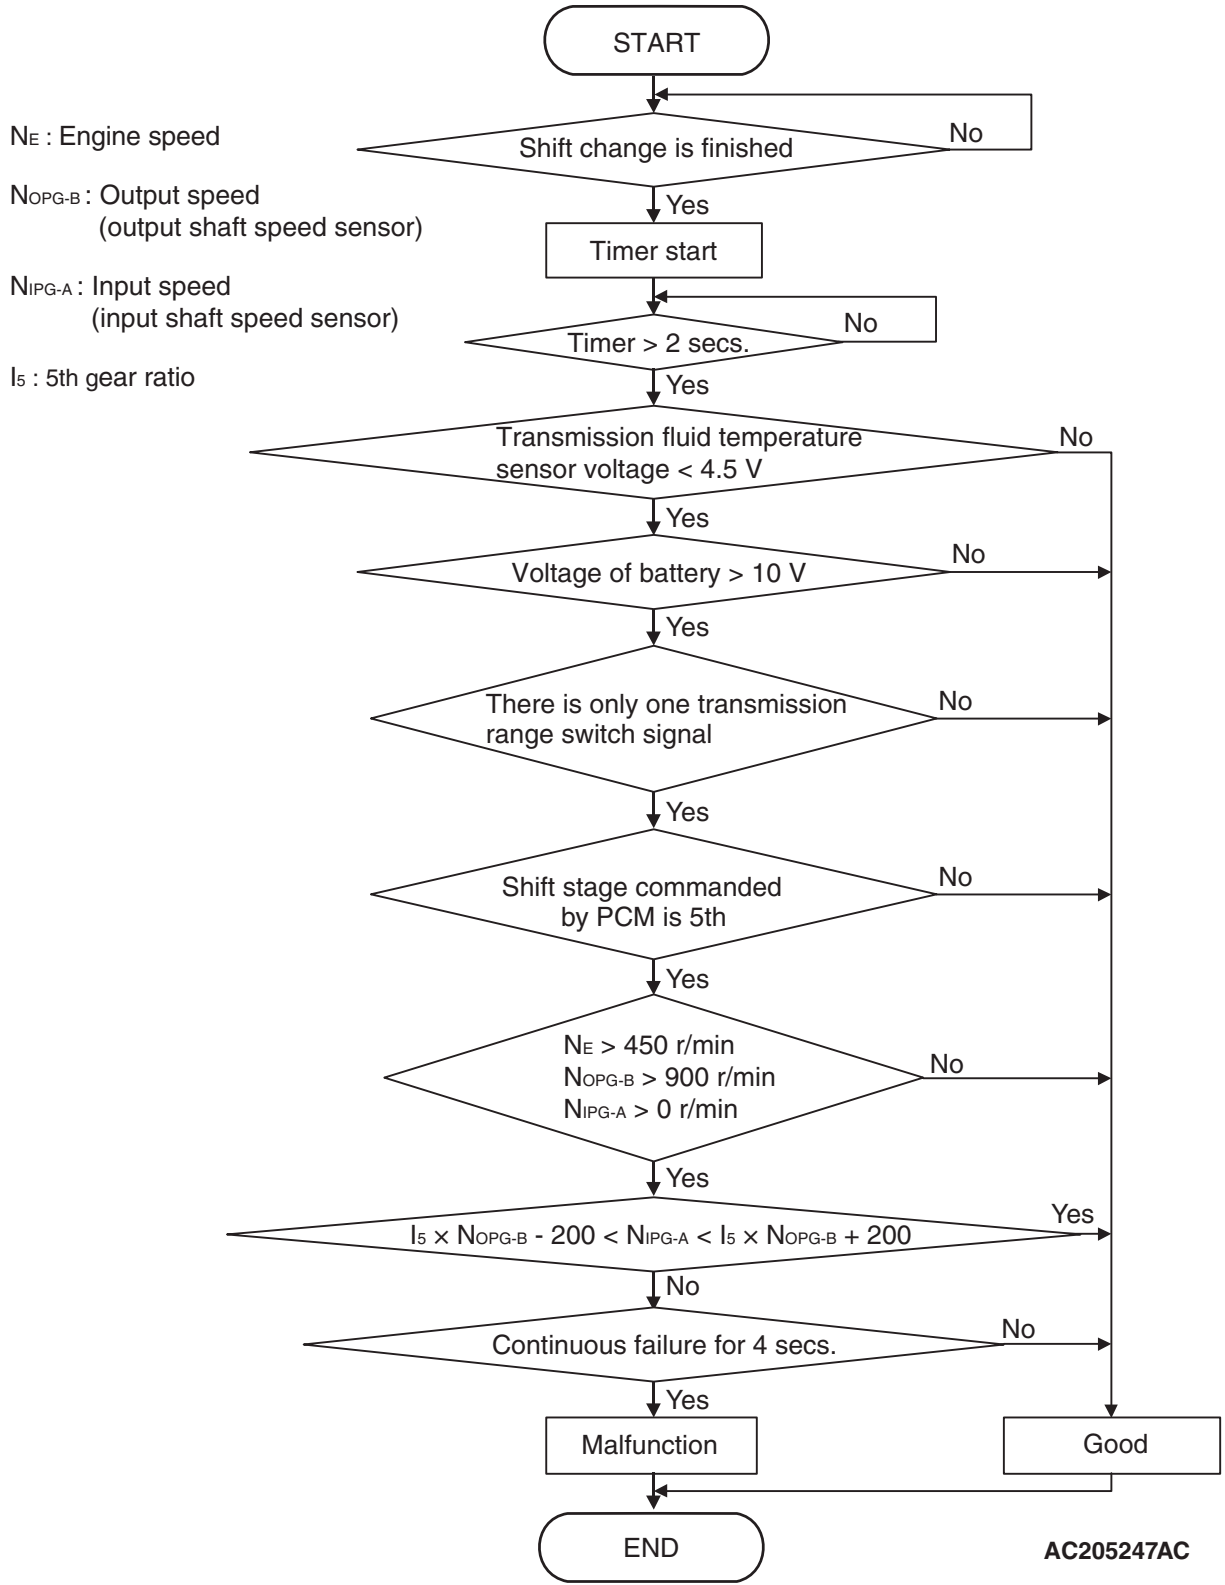 START
Shift change is finished
No
NE : Engine speed
NOPG-B : Output speed
(output shaft speed sensor)
NIPG-A : Input speed
(input shaft speed sensor)
I5 : 5th gear ratio
Yes
Timer start
Timer > 2 secs.
No
Yes
Transmission fluid temperature
sensor voltage < 4.5 V
No
Yes
Voltage of battery > 10 V
No
Yes
There is only one transmission
range switch signal
No
Yes
Shift stage commanded
by PCM is 5th
No
Yes
NE > 450 r/min
NOPG-B > 900 r/min
NIPG-A > 0 r/min
No
Yes
I5 × NOPG-B - 200 < NIPG-A < I5 × NOPG-B + 200
Yes
No
Continuous failure for 4 secs.
No
Yes
Malfunction
Good
END
AC205247AC